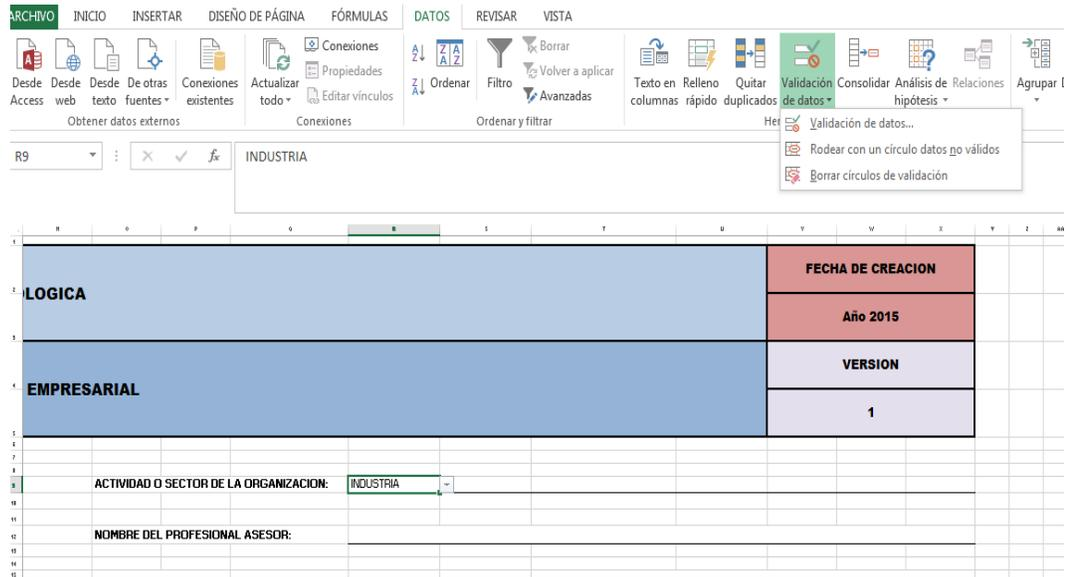 ARCHIVO INICIO INSERTAR DISEÑO DE PÁGINA FÓRMULAS DATOS REVISAR VISTA
Desde Access
Desde web
Desde texto
De otras fuentes
Conexiones existentes
Obtener datos externos
Actualizar todo
Conexiones
Propiedades
Editar vínculos
Conexiones
Ordenar
Filtro
Borrar
Volver a aplicar
Avanzadas
Ordenar y filtrar
Texto en columnas
Relleno rápido
Quitar duplicados
Validación de datos
Consolidar
Análisis de hipótesis
Relaciones
Agrupar
Her
Validación de datos...
Rodear con un círculo datos no válidos
Borrar círculos de validación
R9
fx
INDUSTRIA
LOGICA
FECHA DE CREACION
Año 2015
EMPRESARIAL
VERSION
1
ACTIVIDAD O SECTOR DE LA ORGANIZACION: INDUSTRIA
NOMBRE DEL PROFESIONAL ASESOR: